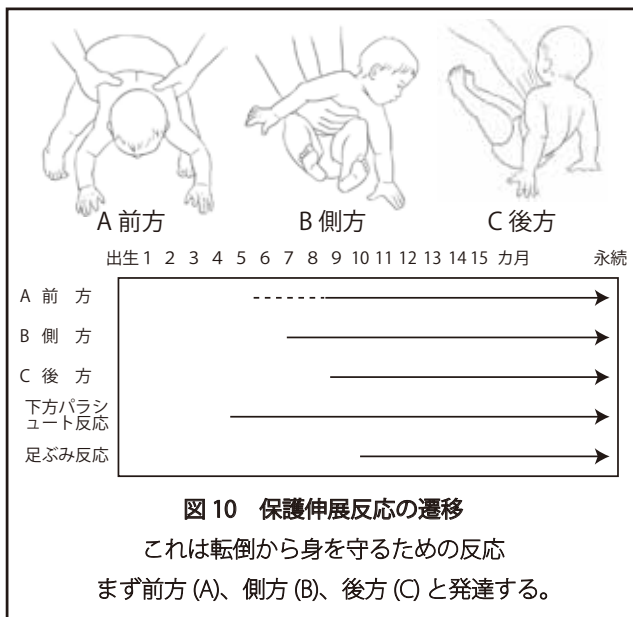 A 前方 B 側方 C 後方
出生 1 2 3 4 5 6 7 8 9 10 11 12 13 14 15 カ月 永続
A 前 方
B 側 方
C 後 方
下方パラシ
ュート反応
足ぶみ反応
図 10 保護伸展反応の遷移
これは転倒から身を守るための反応
まず前方 (A)、側方 (B)、後方 (C) と発達する。